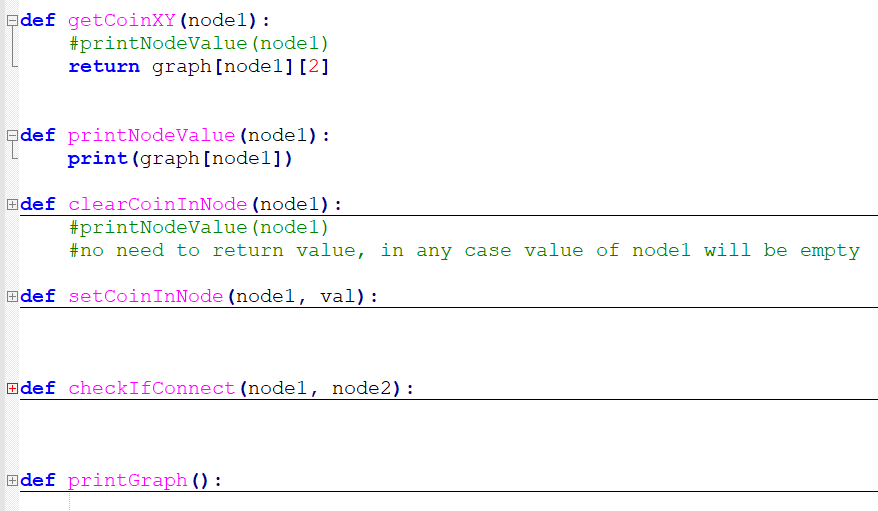 def getCoinXY(node1):
    #printNodeValue(node1)
    return graph[node1][2]
def printNodeValue(node1):
    print(graph[node1])
def clearCoinInNode(node1):
    #printNodeValue(node1)
    #no need to return value, in any case value of node1 will be empty
def setCoinInNode(node1, val):
def checkIfConnect(node1, node2):
def printGraph():